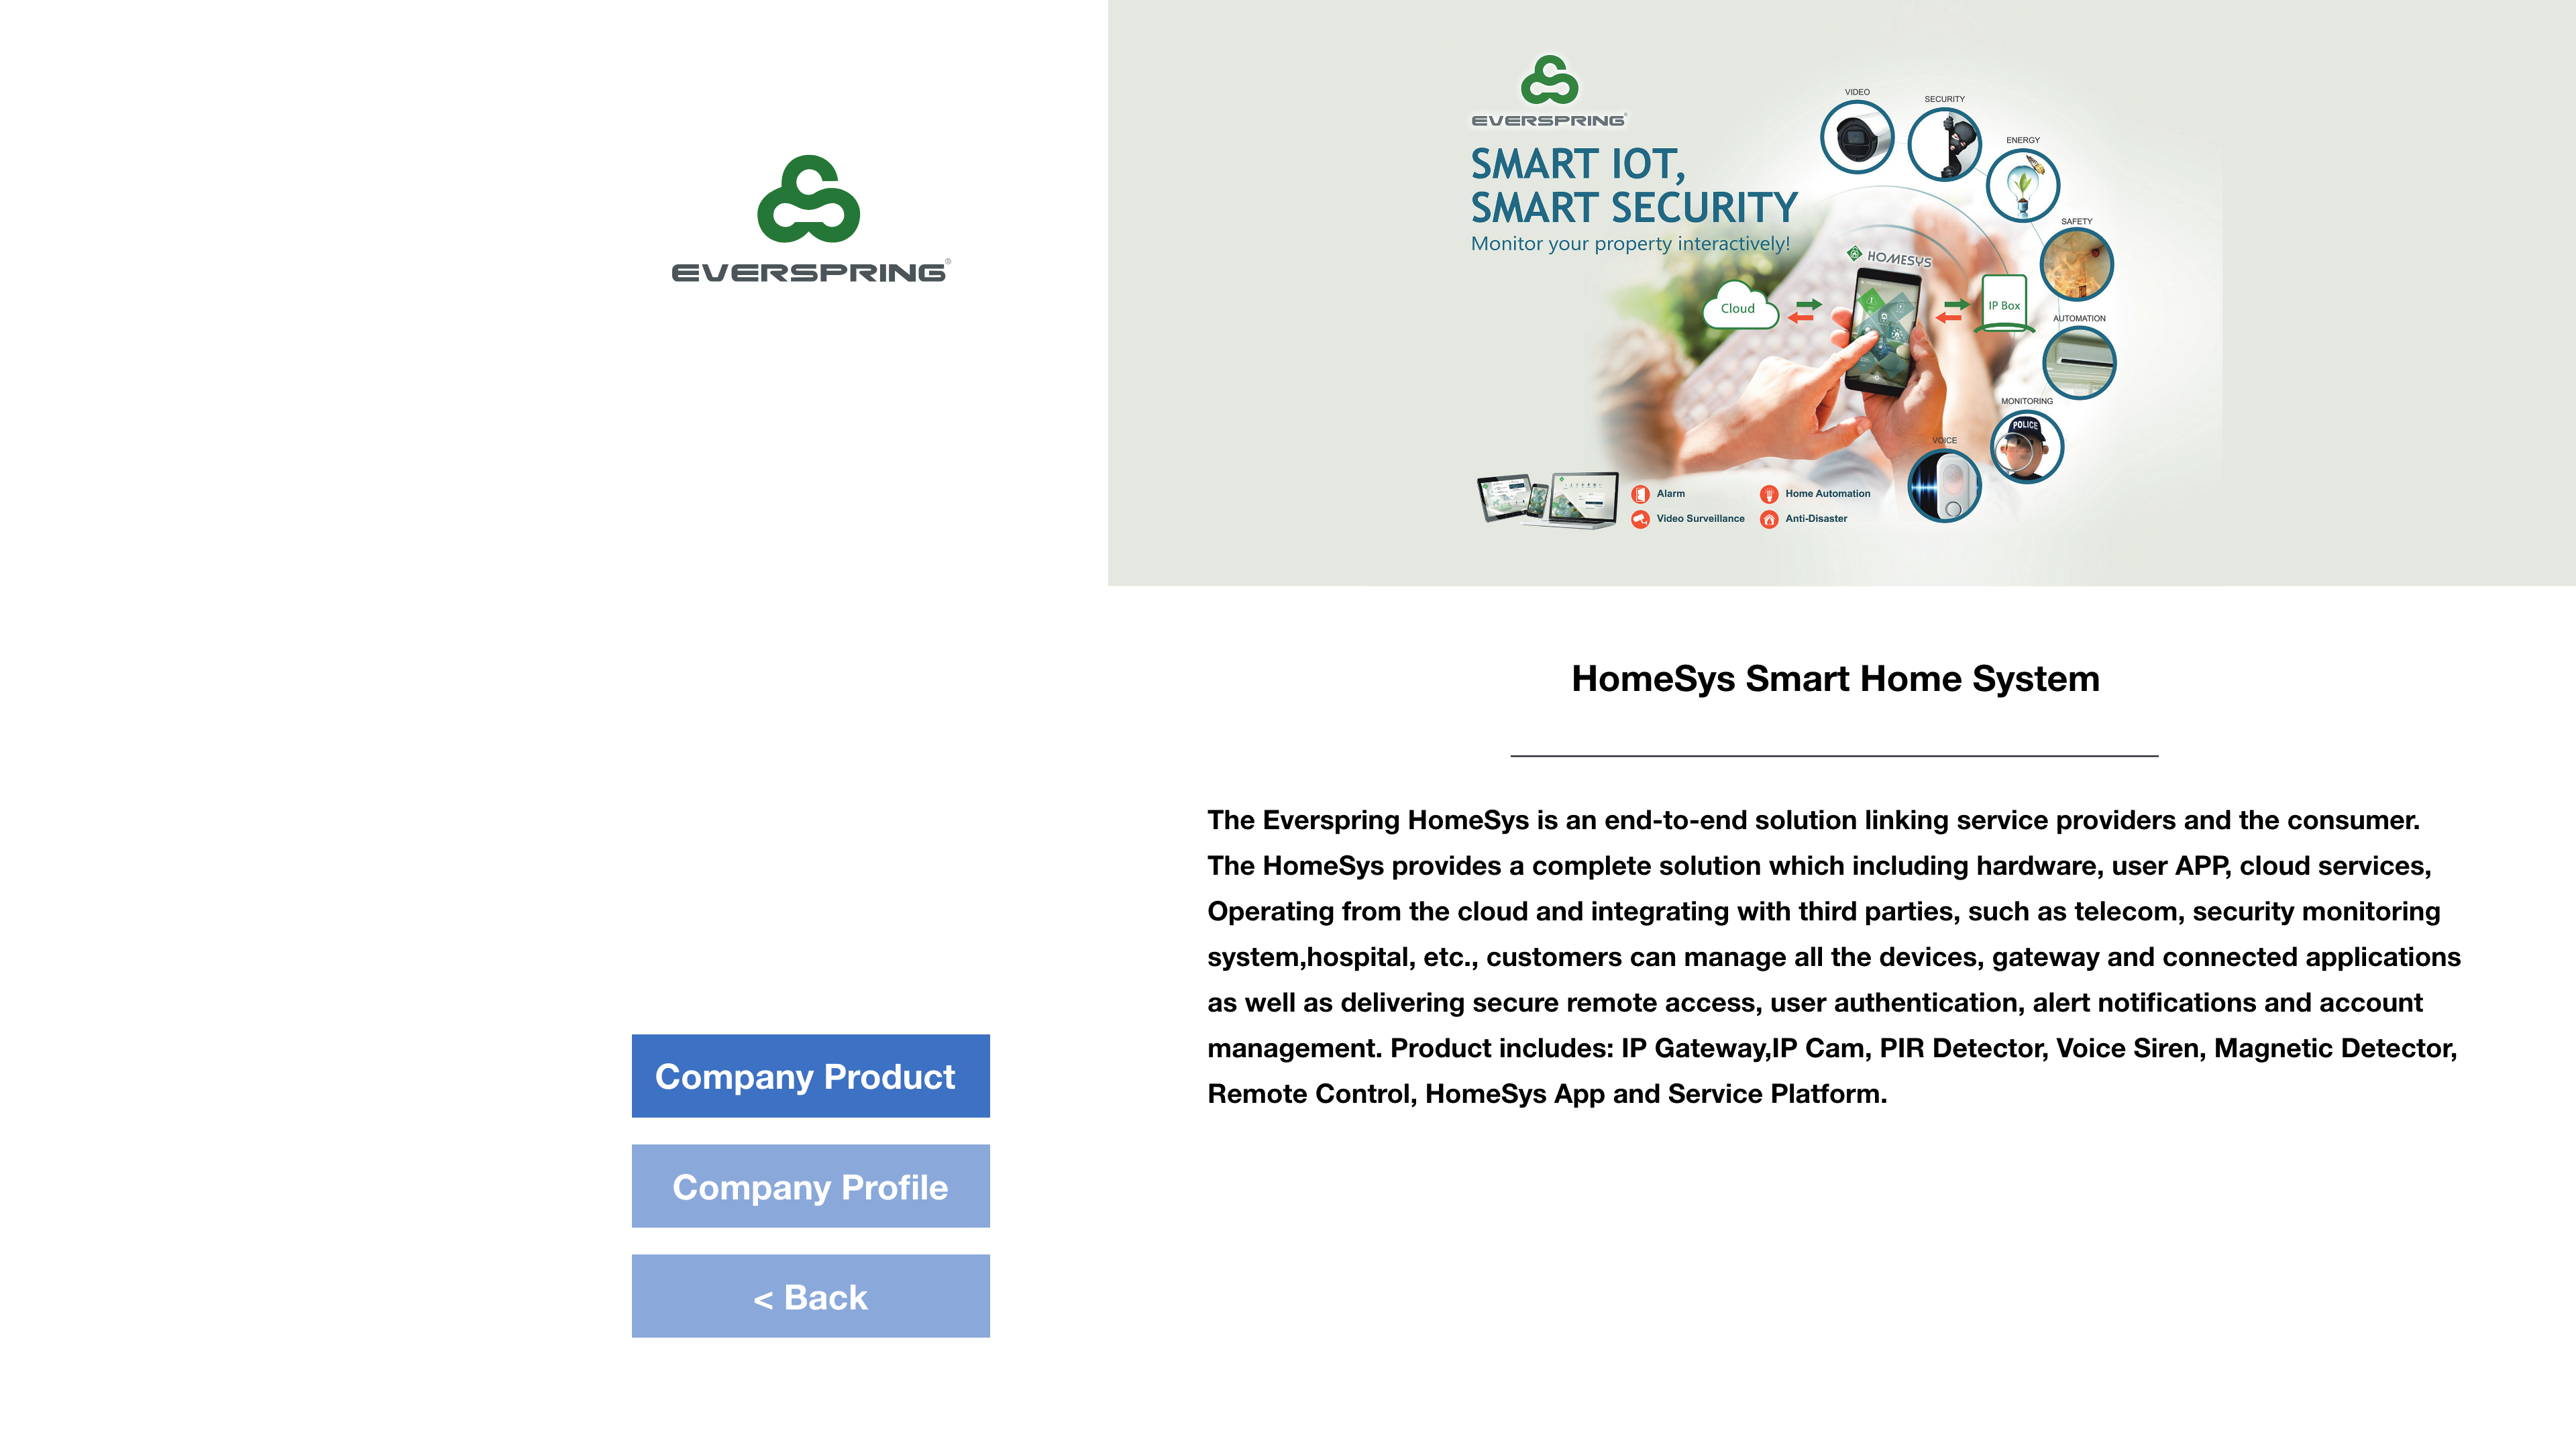 EVERSPRING®
EVERSPRING®
SMART IOT,
SMART SECURITY
Monitor your property interactively!
VIDEO
SECURITY
ENERGY
SAFETY
AUTOMATION
MONITORING
POLICE
VOICE
HOMESYS
Cloud
IP Box
Alarm
Home Automation
Video Surveillance
Anti-Disaster
HomeSys Smart Home System
The Everspring HomeSys is an end-to-end solution linking service providers and the consumer.
The HomeSys provides a complete solution which including hardware, user APP, cloud services,
Operating from the cloud and integrating with third parties, such as telecom, security monitoring
system,hospital, etc., customers can manage all the devices, gateway and connected applications
as well as delivering secure remote access, user authentication, alert notifications and account
management. Product includes: IP Gateway,IP Cam, PIR Detector, Voice Siren, Magnetic Detector,
Remote Control, HomeSys App and Service Platform.
Company Product
Company Profile
< Back